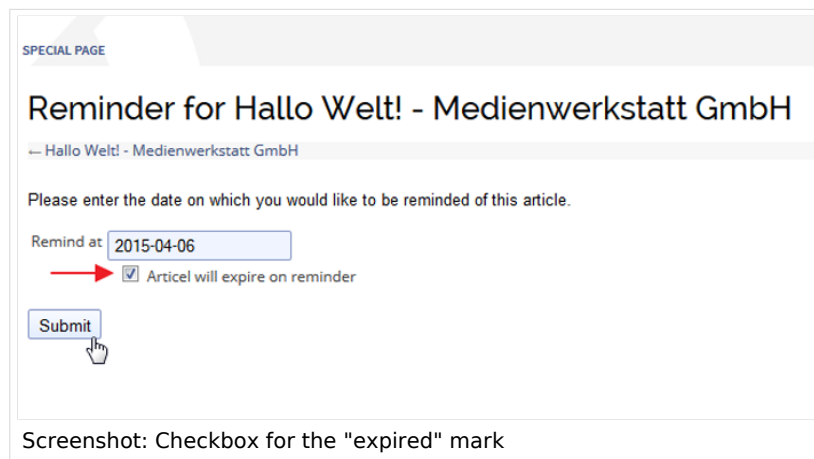 SPECIAL PAGE
Reminder for Hallo Welt! - Medienwerkstatt GmbH
← Hallo Welt! - Medienwerkstatt GmbH
Please enter the date on which you would like to be reminded of this article.
Remind at 2015-04-06
Articel will expire on reminder
Submit
Screenshot: Checkbox for the "expired" mark